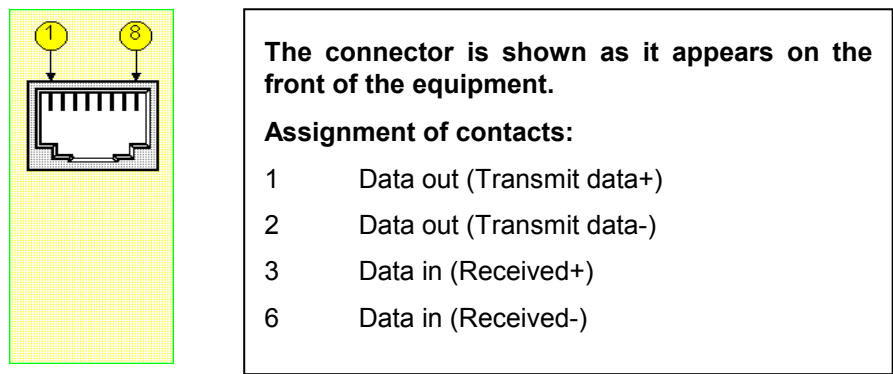 1 8
The connector is shown as it appears on the
front of the equipment.
Assignment of contacts:
1 Data out (Transmit data+)
2 Data out (Transmit data-)
3 Data in (Received+)
6 Data in (Received-)